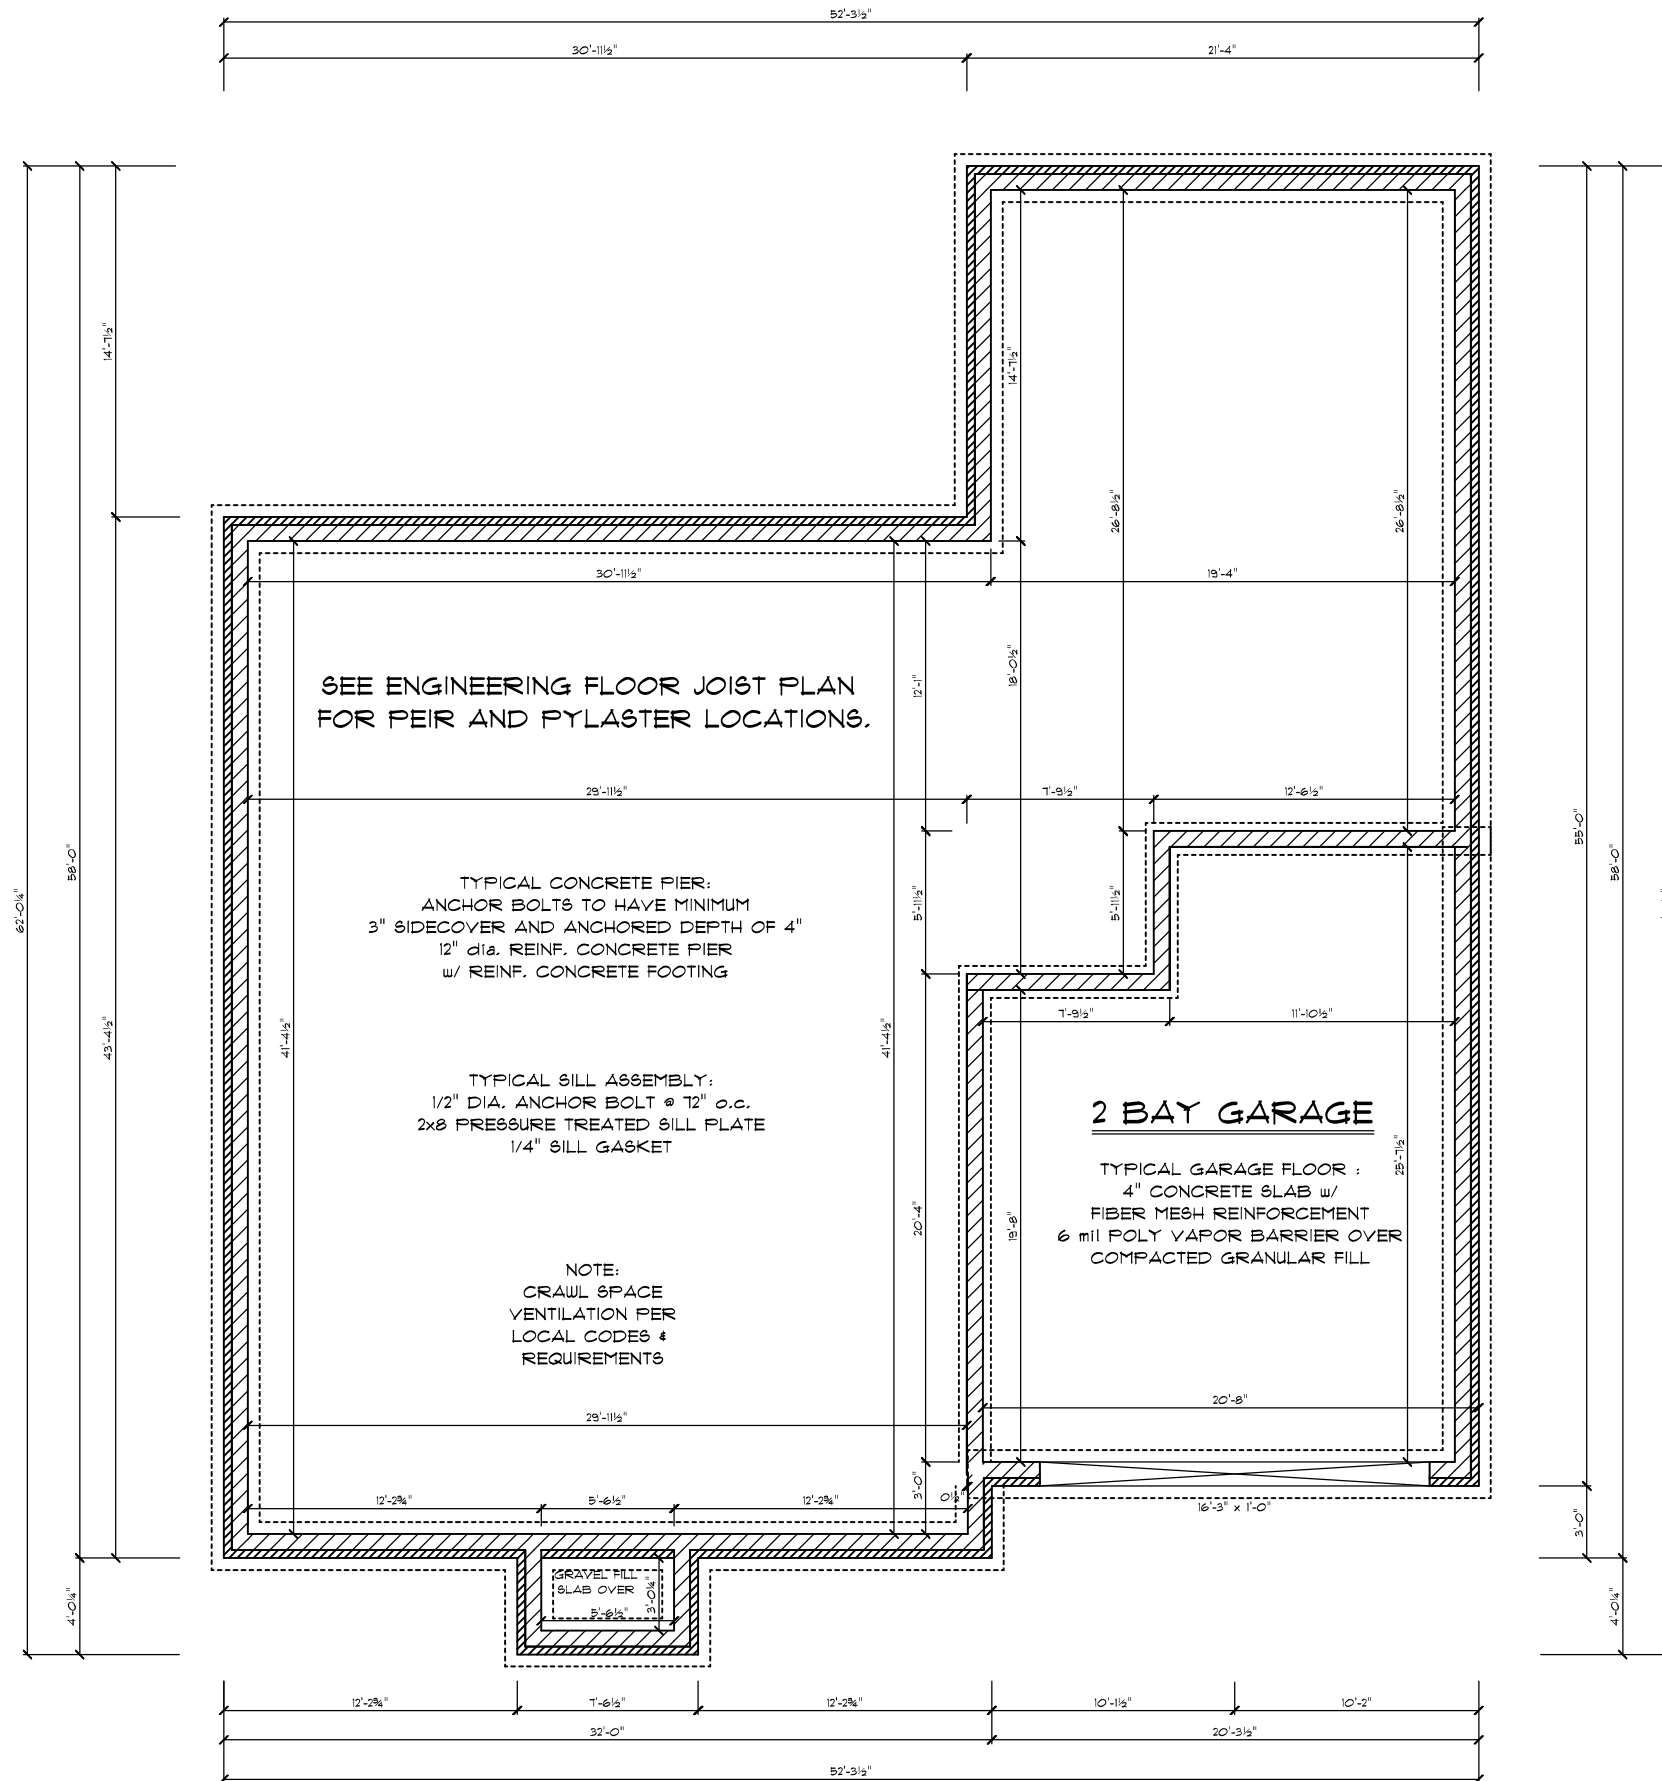 52'-3½"
30'-11½"
21'-4"
14'-7½"
14'-7½"
26'-8½"
26'-8½"
30'-11½"
19'-4"
18'-0½"
12'-1"
SEE ENGINEERING FLOOR JOIST PLAN
FOR PEIR AND PYLASTER LOCATIONS.
29'-11½"
7'-9½"
12'-6½"
55'-0"
58'-0"
58'-0"
62'-0¼"
5'-11½"
5'-11½"
TYPICAL CONCRETE PIER:
ANCHOR BOLTS TO HAVE MINIMUM
3" SIDECOVER AND ANCHORED DEPTH OF 4"
12" dia. REINF. CONCRETE PIER
w/ REINF. CONCRETE FOOTING
7'-9½"
11'-10½"
43'-4½"
41'-4½"
41'-4½"
TYPICAL SILL ASSEMBLY:
1/2" DIA. ANCHOR BOLT @ 72" o.c.
2x8 PRESSURE TREATED SILL PLATE
1/4" SILL GASKET
2 BAY GARAGE
25'-7½"
TYPICAL GARAGE FLOOR :
4" CONCRETE SLAB w/
FIBER MESH REINFORCEMENT
6 mil POLY VAPOR BARRIER OVER
COMPACTED GRANULAR FILL
20'-4"
19'-8"
NOTE:
CRAWL SPACE
VENTILATION PER
LOCAL CODES &
REQUIREMENTS
20'-8"
29'-11½"
3'-0"
12'-2¾"
5'-6½"
12'-2¾"
16'-3" x 1'-0"
3'-0"
GRAVEL FILL
SLAB OVER
3'-0¼"
5'-6½"
4'-0¼"
4'-0¼"
12'-2¾"
7'-6½"
12'-2¾"
10'-1½"
10'-2"
32'-0"
20'-3½"
52'-3½"